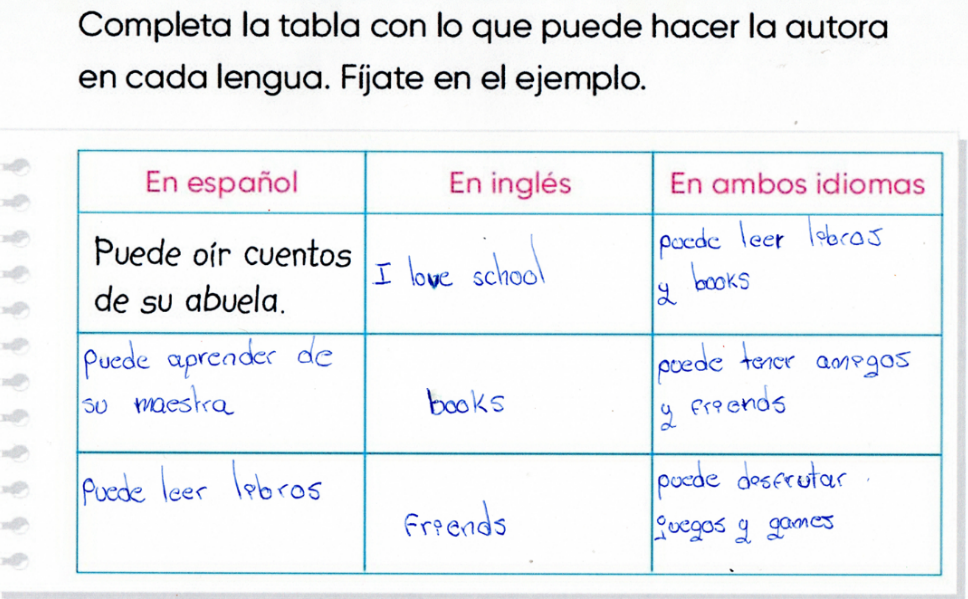 Completa la tabla con lo que puede hacer la autora
en cada lengua. Fíjate en el ejemplo.
En español
En inglés
En ambos idiomas
Puede oír cuentos
de su abuela.
I love school
puede leer libros
y books
Puede aprender de
su maestra
books
puede tener amigos
y friends
Puede leer libros
friends
puede disfrutar
juegos y games